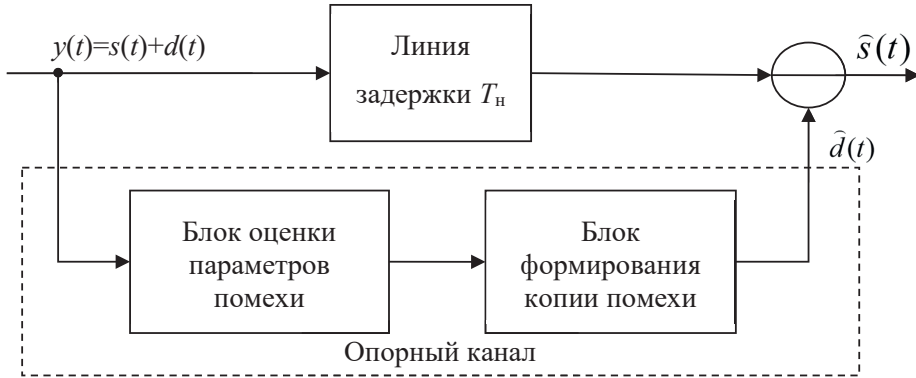 y(t)=s(t)+d(t)
Линия
задержки Tн
ŝ(t)
d̂(t)
Блок оценки
параметров
помехи
Блок
формирования
копии помехи
Опорный канал